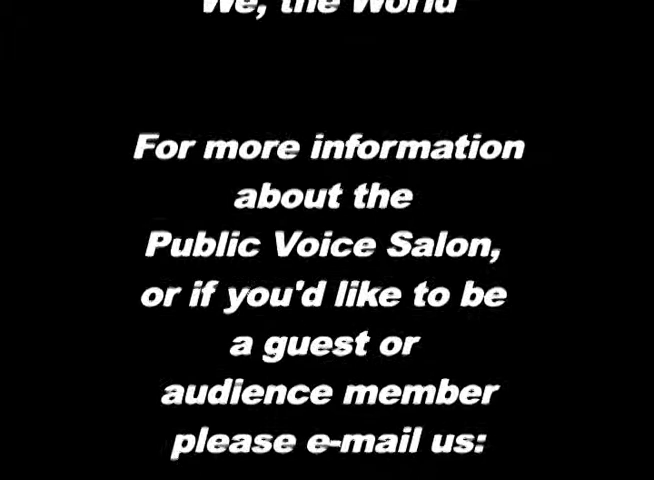 We, the World
For more information
about the
Public Voice Salon,
or if you'd like to be
a guest or
audience member
please e-mail us: